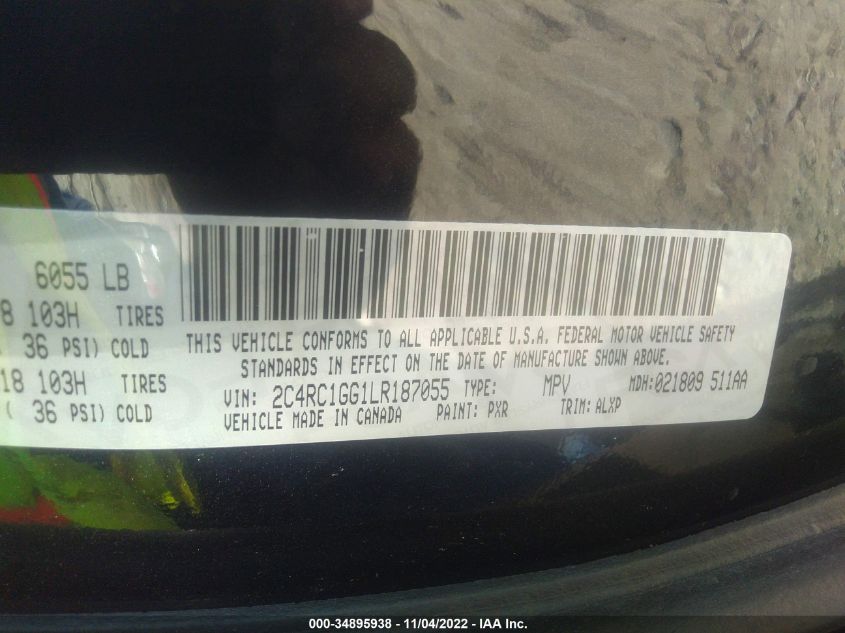 6055 LB
8 103H TIRES
36 PSI) COLD
18 103H TIRES
( 36 PSI) COLD
THIS VEHICLE CONFORMS TO ALL APPLICABLE U.S.A. FEDERAL MOTOR VEHICLE SAFETY
STANDARDS IN EFFECT ON THE DATE OF MANUFACTURE SHOWN ABOVE.
VIN: 2C4RC1GG1LR187055 TYPE: MPV MDH:021809 511AA
VEHICLE MADE IN CANADA PAINT: PXR TRIM: ALXP
000-34895938 - 11/04/2022 - IAA Inc.